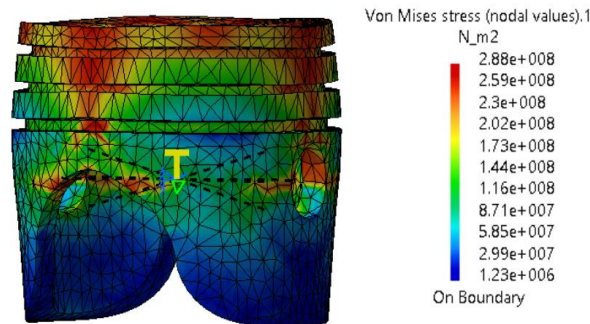 Von Mises stress (nodal values).1
N_m2
2.88e+008
2.59e+008
2.3e+008
2.02e+008
1.73e+008
1.44e+008
1.16e+008
8.71e+007
5.85e+007
2.99e+007
1.23e+006
On Boundary
T